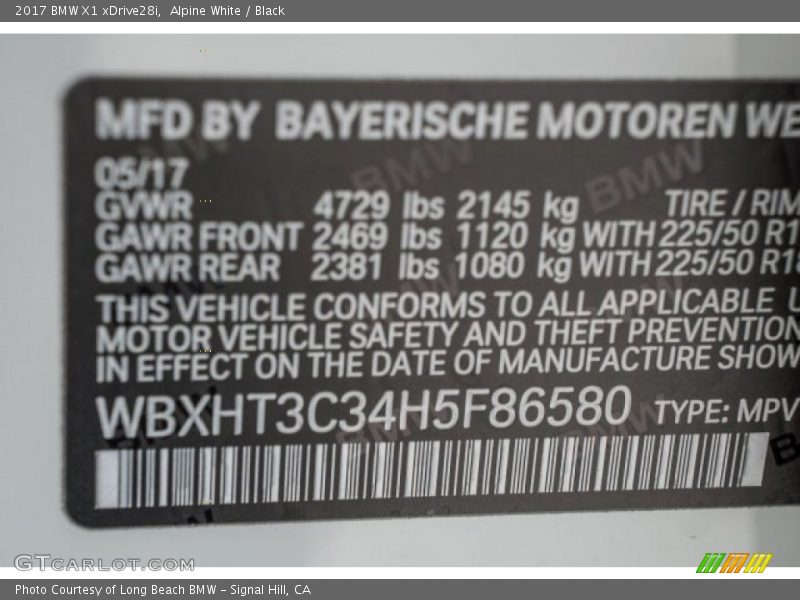 2017 BMW X1 xDrive28i, Alpine White / Black
MFD BY BAYERISCHE MOTOREN WE
05/17
GVWR 4729 lbs 2145 kg TIRE / RIM
GAWR FRONT 2469 lbs 1120 kg WITH 225/50 R1
GAWR REAR 2381 lbs 1080 kg WITH 225/50 R18
THIS VEHICLE CONFORMS TO ALL APPLICABLE U
MOTOR VEHICLE SAFETY AND THEFT PREVENTION
IN EFFECT ON THE DATE OF MANUFACTURE SHOW
WBXHT3C34H5F86580 TYPE: MPV
GTCARLOT.COM
Photo Courtesy of Long Beach BMW – Signal Hill, CA